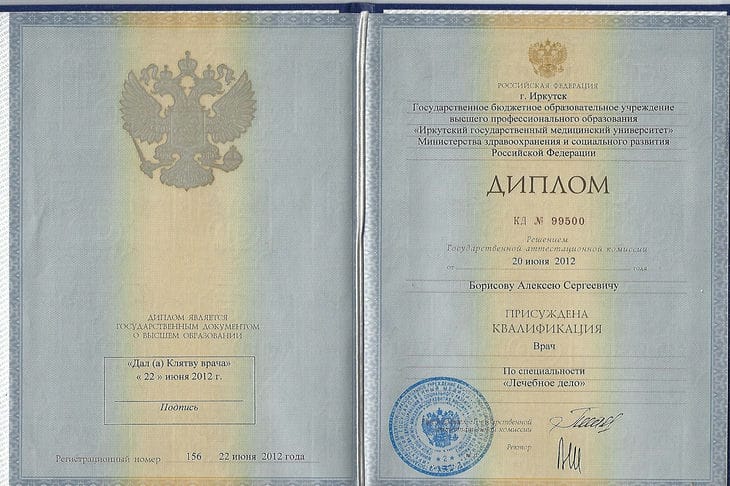 ДИПЛОМ ЯВЛЯЕТСЯ
ГОСУДАРСТВЕННЫМ ДОКУМЕНТОМ
О ВЫСШЕМ ОБРАЗОВАНИИ
«Дал (а) Клятву врача»
« 22 » июня 2012 г.
Подпись
Регистрационный номер 156 22 июня 2012 года
РОССИЙСКАЯ ФЕДЕРАЦИЯ
г. Иркутск
Государственное бюджетное образовательное учреждение
высшего профессионального образования
«Иркутский государственный медицинский университет»
Министерства здравоохранения и социального развития
Российской Федерации
ДИПЛОМ
КД № 99500
Решением
Государственной аттестационной комиссии
от 20 июня 2012 года
Борисову Алексею Сергеевичу
ПРИСУЖДЕНА
КВАЛИФИКАЦИЯ
Врач
По специальности
«Лечебное дело»
Государственной
комиссии
Ректор